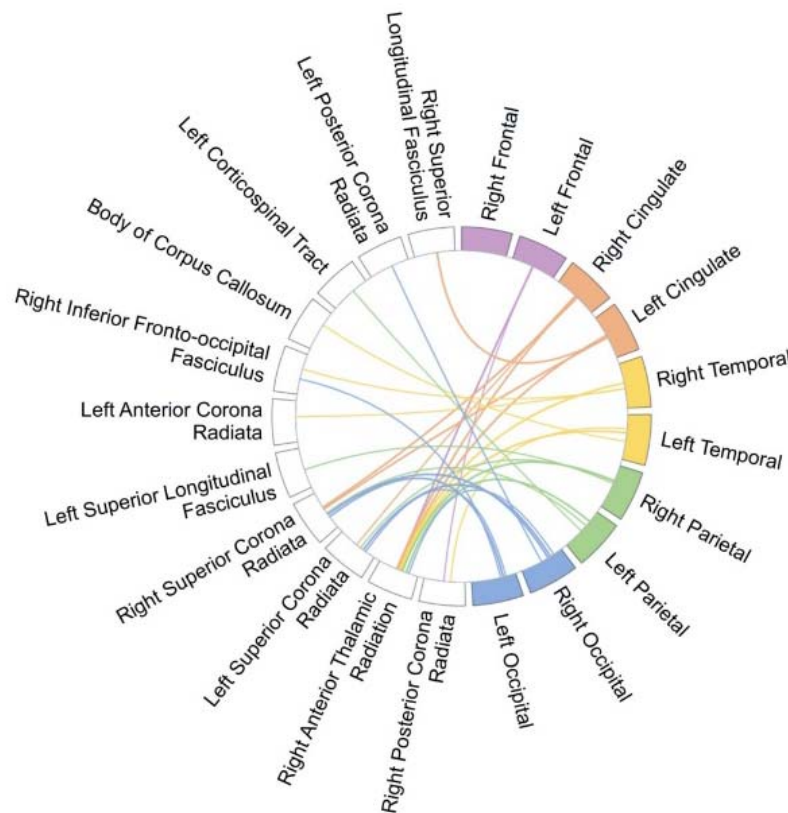 Right Frontal
Left Frontal
Right Cingulate
Left Cingulate
Right Temporal
Left Temporal
Right Parietal
Left Parietal
Right Occipital
Left Occipital
Right Posterior Corona
Radiata
Right Anterior Thalamic
Radiation
Left Superior Corona
Radiata
Right Superior Corona
Radiata
Left Superior Longitudinal
Fasciculus
Left Anterior Corona
Radiata
Right Inferior Fronto-occipital
Fasciculus
Body of Corpus Callosum
Left Corticospinal Tract
Left Posterior Corona
Radiata
Right Superior
Longitudinal Fasciculus